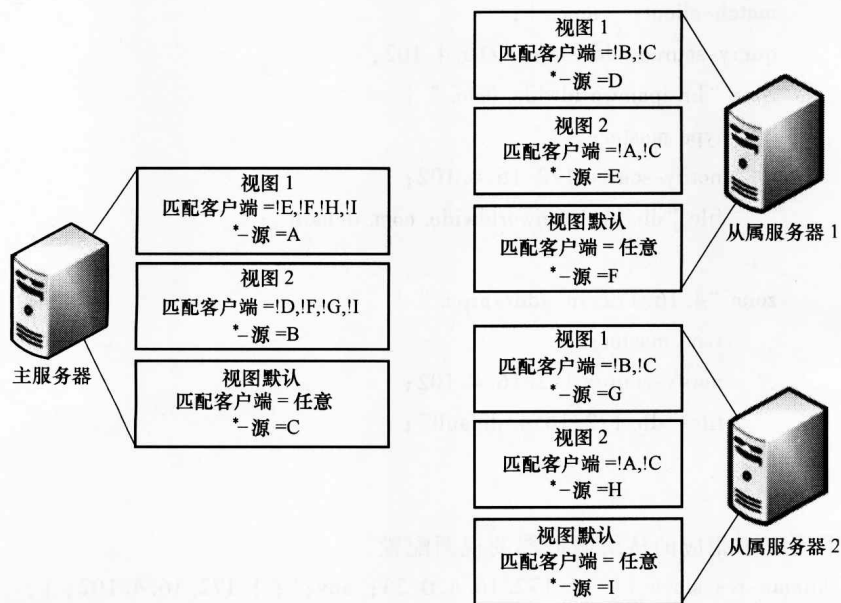 视图 1
匹配客户端 =!E,!F,!H,!I
*-源 =A
视图 2
匹配客户端 =!D,!F,!G,!I
*-源 =B
视图默认
匹配客户端 = 任意
*-源 =C
主服务器
视图 1
匹配客户端 =!B,!C
*-源 =D
视图 2
匹配客户端 =!A,!C
*-源 =E
视图默认
匹配客户端 = 任意
*-源 =F
从属服务器 1
视图 1
匹配客户端 =!B,!C
*-源 =G
视图 2
匹配客户端 =!A,!C
*-源 =H
视图默认
匹配客户端 = 任意
*-源 =I
从属服务器 2